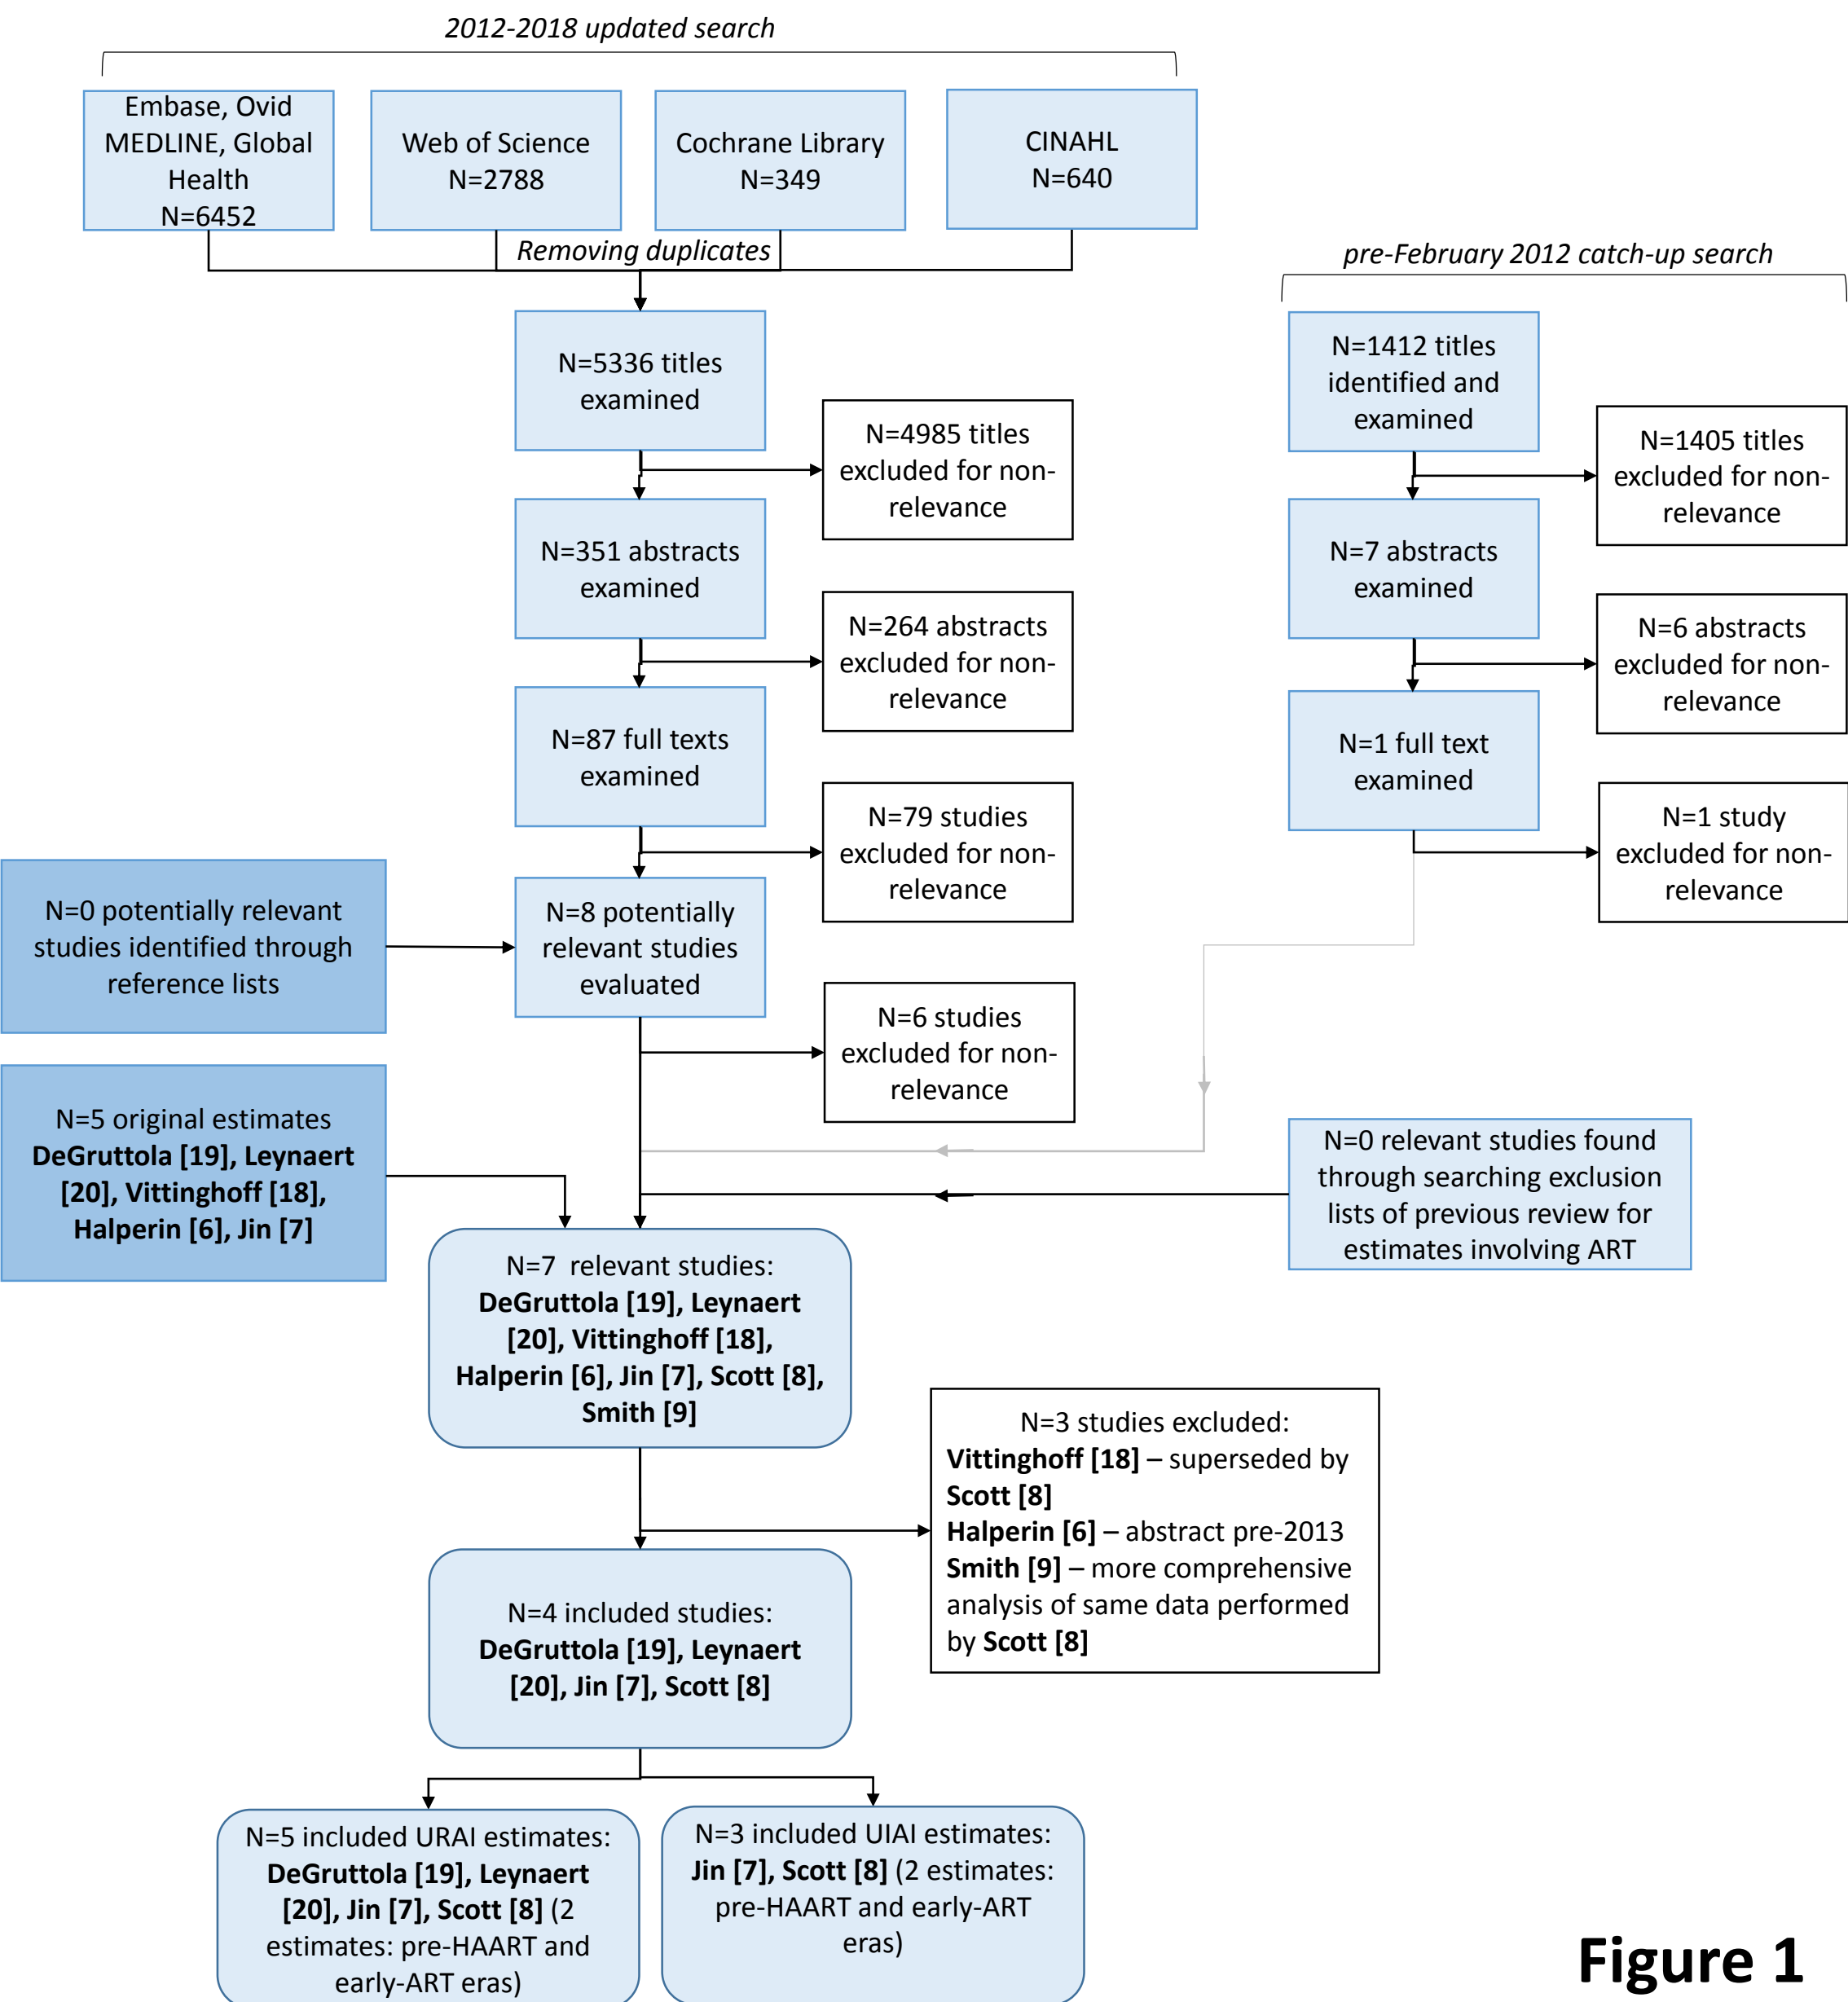 2012-2018 updated search
Embase, Ovid
MEDLINE, Global
Health
N=6452
Web of Science
N=2788
Cochrane Library
N=349
CINAHL
N=640
Removing duplicates
pre-February 2012 catch-up search
N=5336 titles
examined
N=4985 titles
excluded for non-
relevance
N=351 abstracts
examined
N=264 abstracts
excluded for non-
relevance
N=87 full texts
examined
N=79 studies
excluded for non-
relevance
N=1412 titles
identified and
examined
N=1405 titles
excluded for non-
relevance
N=7 abstracts
examined
N=6 abstracts
excluded for non-
relevance
N=1 full text
examined
N=1 study
excluded for non-
relevance
N=0 potentially relevant
studies identified through
reference lists
N=8 potentially
relevant studies
evaluated
N=6 studies
excluded for non-
relevance
N=5 original estimates
DeGruttola [19], Leynaert
[20], Vittinghoff [18],
Halperin [6], Jin [7]
N=0 relevant studies found
through searching exclusion
lists of previous review for
estimates involving ART
N=7 relevant studies:
DeGruttola [19], Leynaert
[20], Vittinghoff [18],
Halperin [6], Jin [7], Scott [8],
Smith [9]
N=3 studies excluded:
Vittinghoff [18] – superseded by
Scott [8]
Halperin [6] – abstract pre-2013
Smith [9] – more comprehensive
analysis of same data performed
by Scott [8]
N=4 included studies:
DeGruttola [19], Leynaert
[20], Jin [7], Scott [8]
N=5 included URAI estimates:
DeGruttola [19], Leynaert
[20], Jin [7], Scott [8] (2
estimates: pre-HAART and
early-ART eras)
N=3 included UIAI estimates:
Jin [7], Scott [8] (2 estimates:
pre-HAART and early-ART
eras)
Figure 1